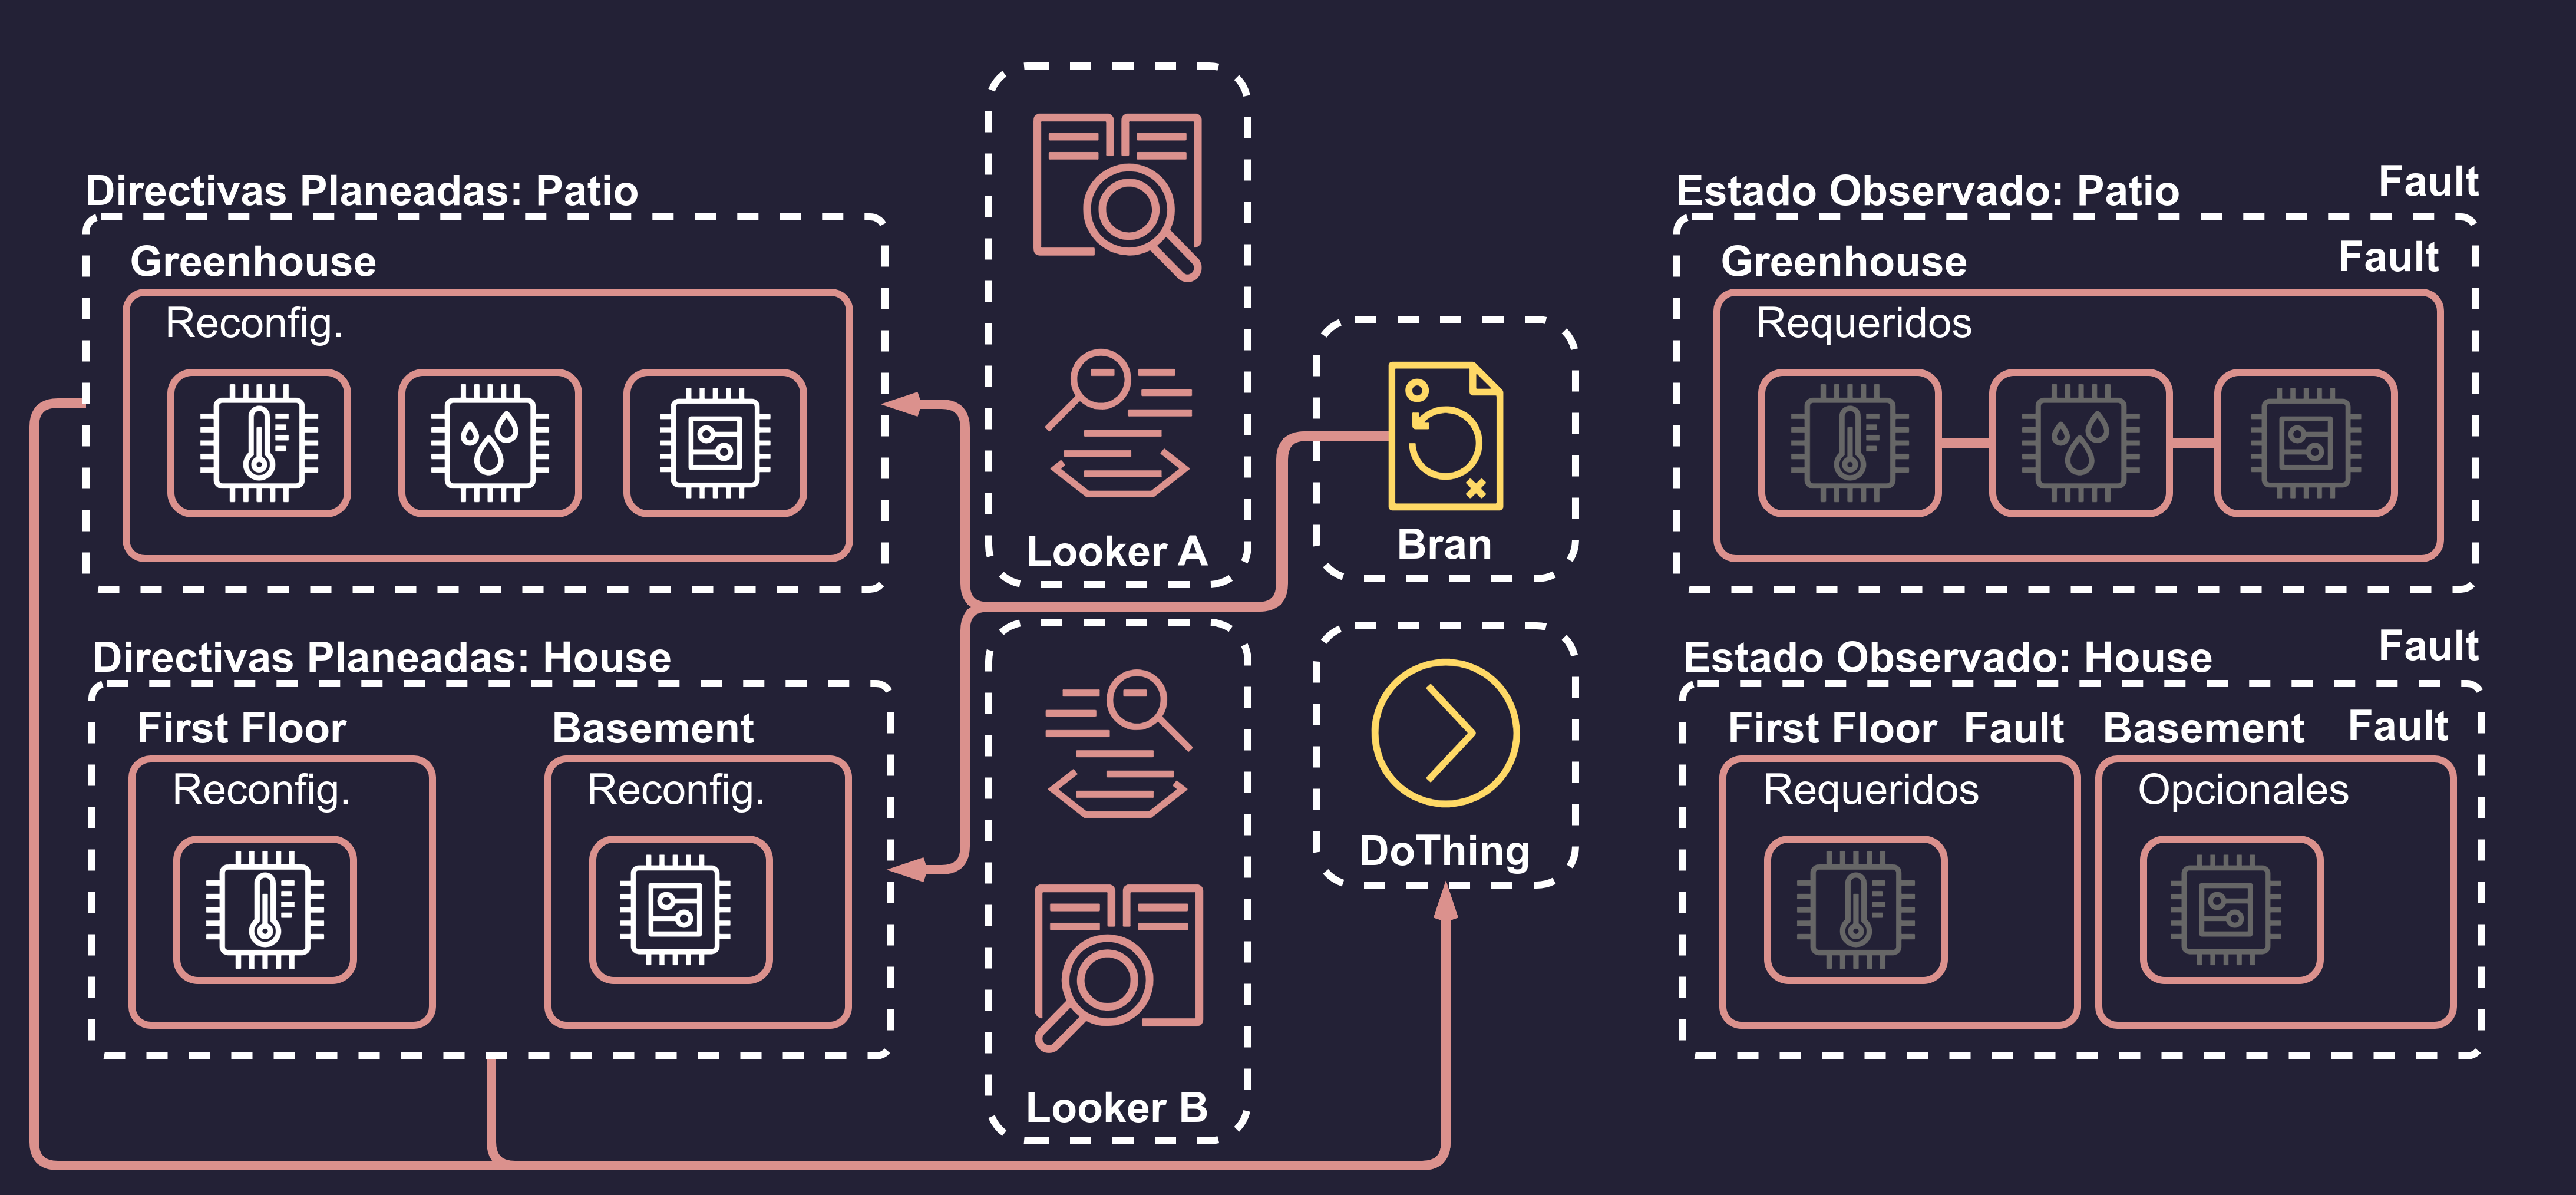 Directivas Planeadas: Patio
Greenhouse
Reconfig.
Directivas Planeadas: House
First Floor
Reconfig.
Basement
Reconfig.
Looker A
Looker B
Bran
DoThing
Estado Observado: Patio
Fault
Greenhouse
Fault
Requeridos
Estado Observado: House
Fault
First Floor
Fault
Requeridos
Basement
Fault
Opcionales